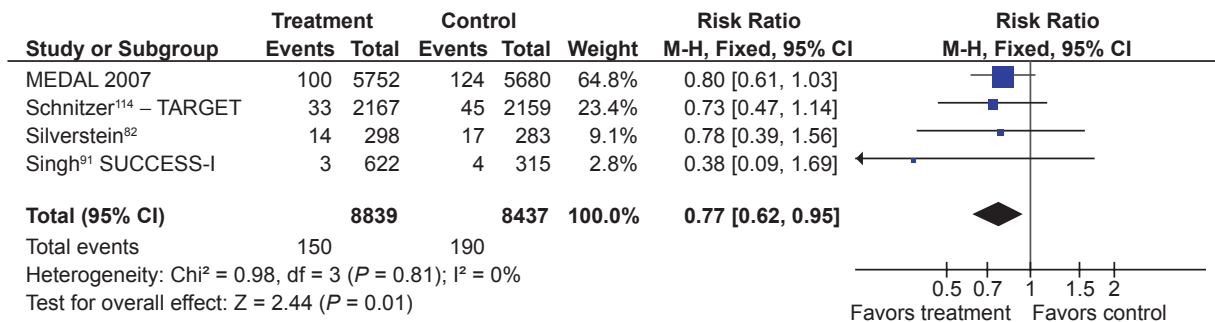 Treatment Control Risk Ratio Risk Ratio
Study or Subgroup Events Total Events Total Weight M-H, Fixed, 95% CI M-H, Fixed, 95% CI
MEDAL 2007 100 5752 124 5680 64.8% 0.80 [0.61, 1.03]
Schnitzer¹¹⁴ – TARGET 33 2167 45 2159 23.4% 0.73 [0.47, 1.14]
Silverstein⁸² 14 298 17 283 9.1% 0.78 [0.39, 1.56]
Singh⁹¹ SUCCESS-I 3 622 4 315 2.8% 0.38 [0.09, 1.69]
Total (95% CI) 8839 8437 100.0% 0.77 [0.62, 0.95]
Total events 150 190
Heterogeneity: Chi² = 0.98, df = 3 (P = 0.81); I² = 0%
Test for overall effect: Z = 2.44 (P = 0.01)
0.5 0.7 1 1.5 2
Favors treatment Favors control